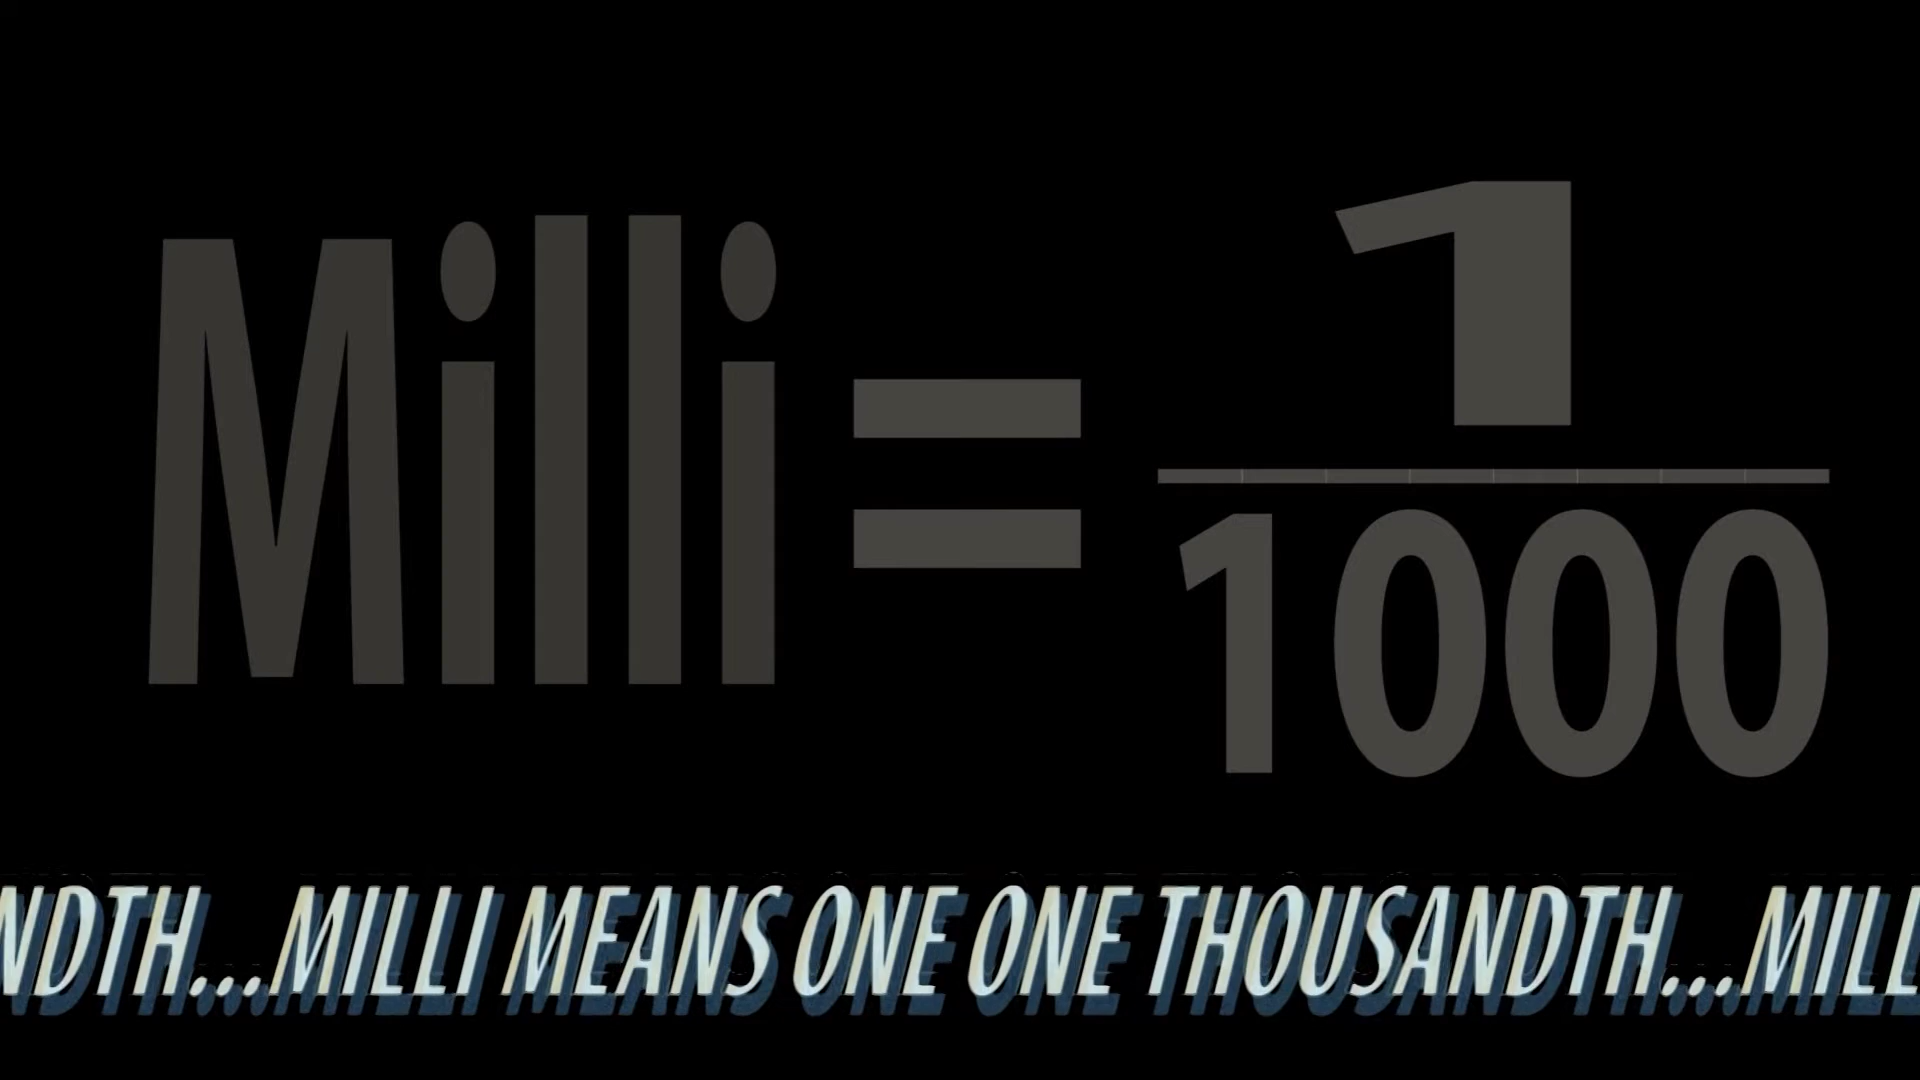 Milli = 1
1000
NDTH...MILLI MEANS ONE ONE THOUSANDTH...MILL